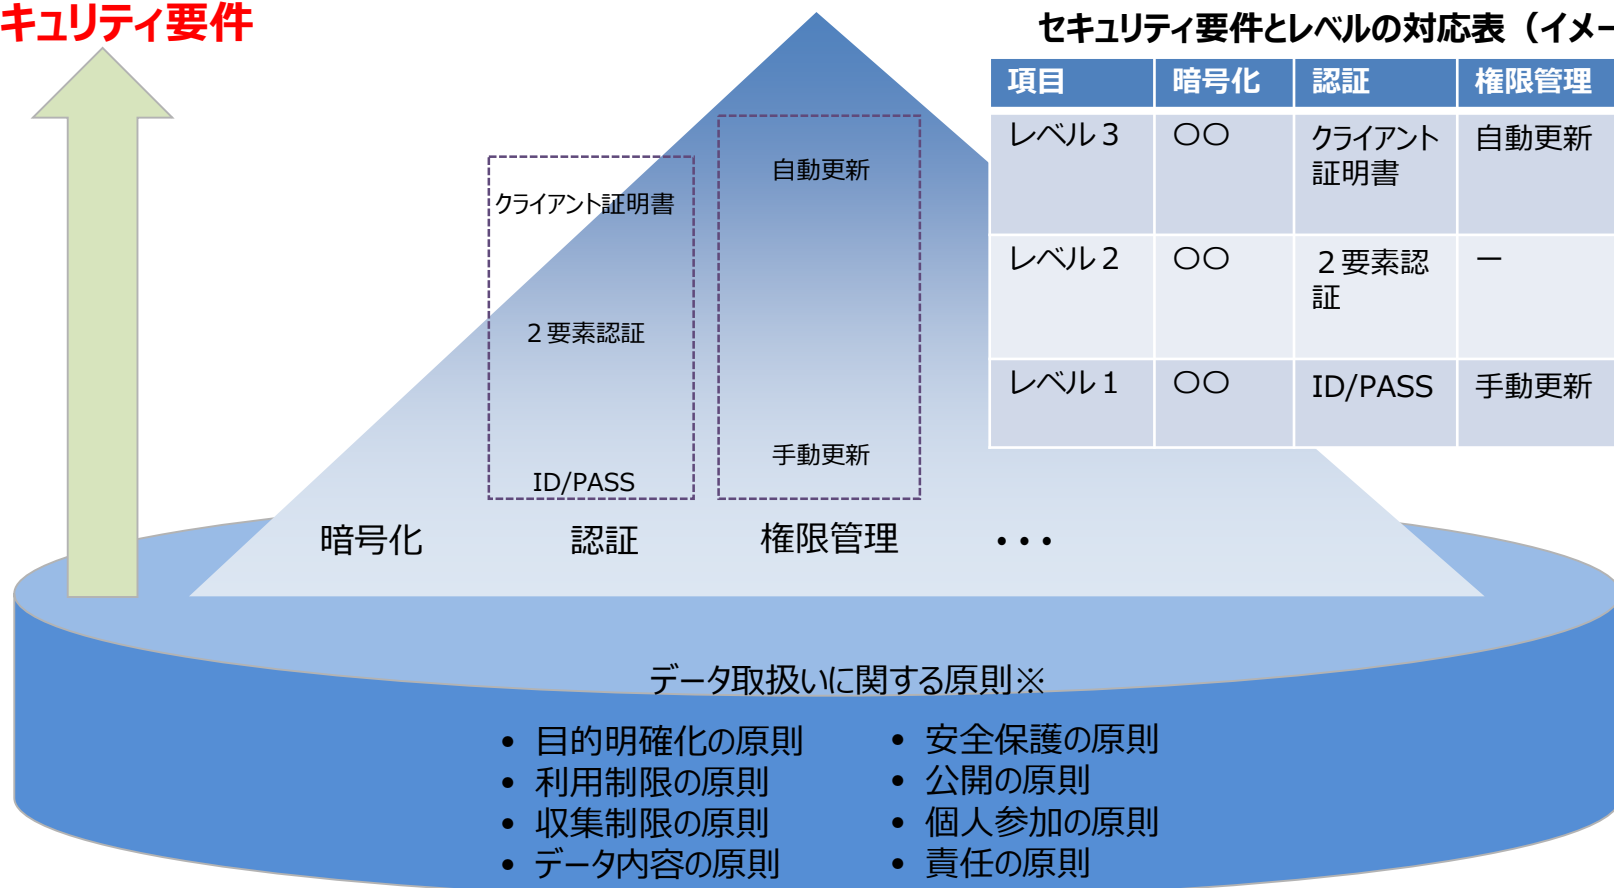 キュリティ要件
セキュリティ要件とレベルの対応表（イメー
項目 暗号化 認証 権限管理
レベル３ 〇〇 クライアント 自動更新
証明書
レベル２ 〇〇 ２要素認 ー
証
レベル１ 〇〇 ID/PASS 手動更新
自動更新
クライアント証明書
２要素認証
手動更新
ID/PASS
暗号化 認証 権限管理 ・・・
データ取扱いに関する原則※
• 目的明確化の原則
• 利用制限の原則
• 収集制限の原則
• データ内容の原則
• 安全保護の原則
• 公開の原則
• 個人参加の原則
• 責任の原則